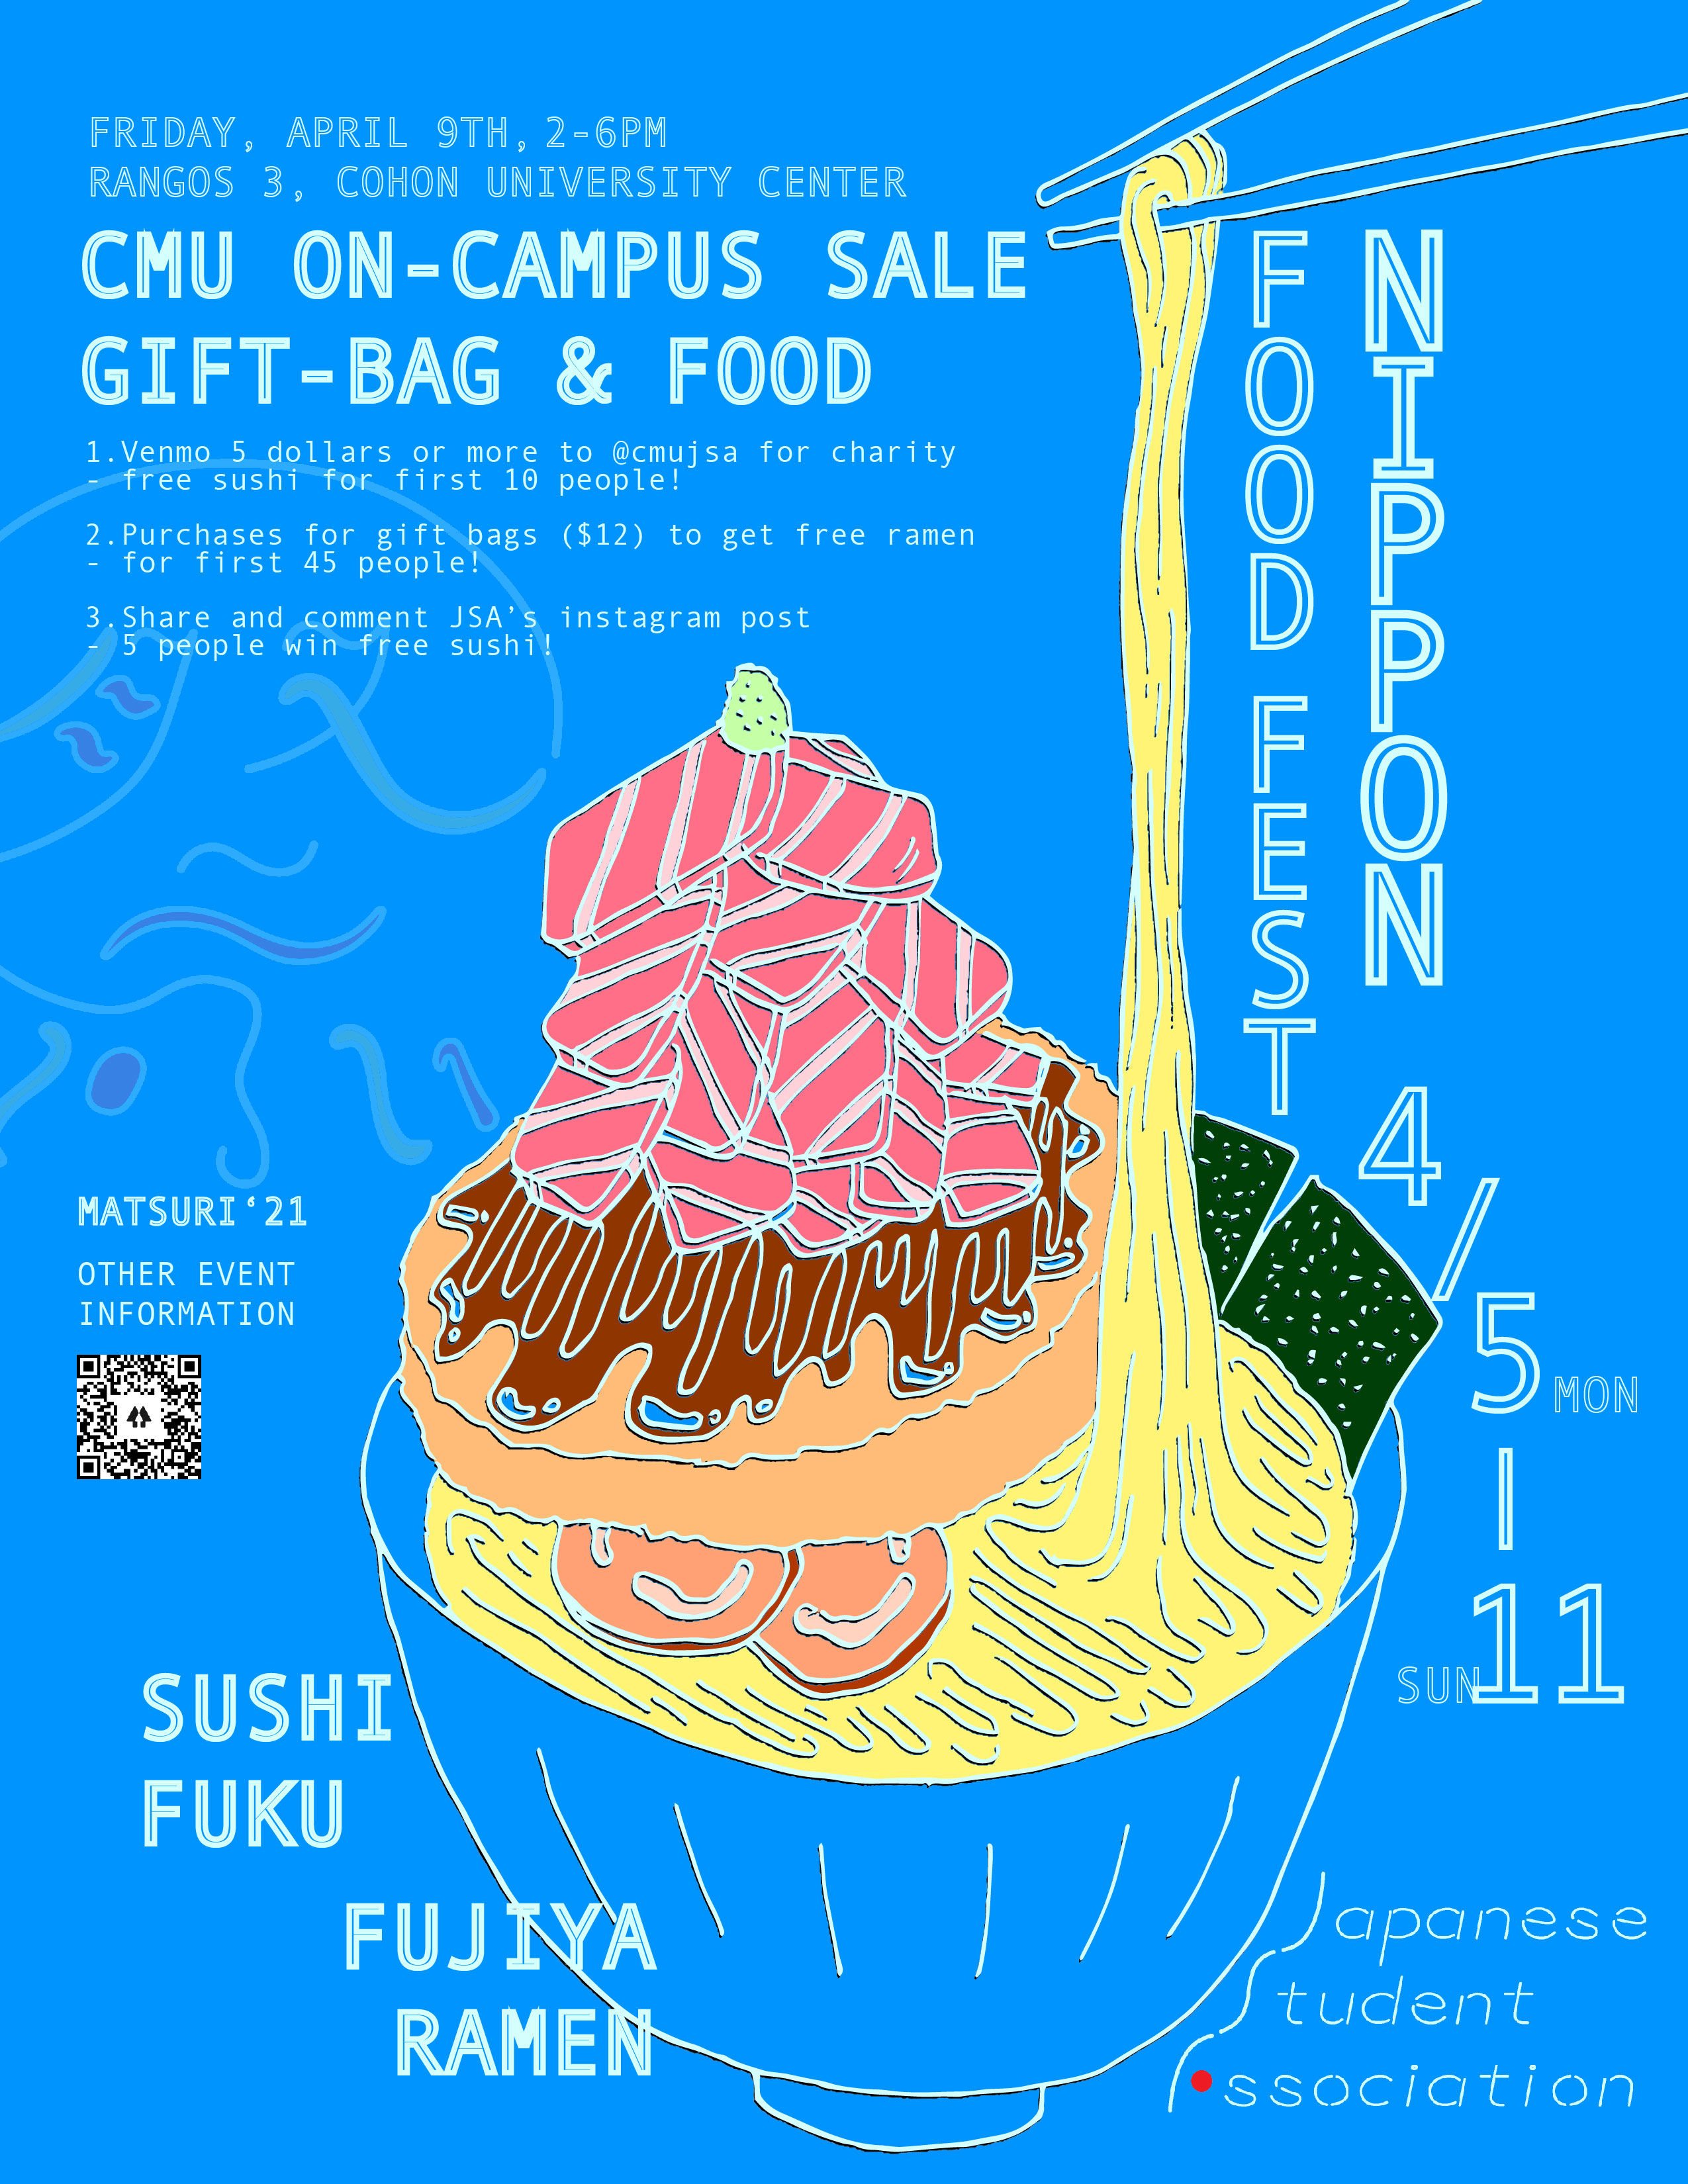 FRIDAY, APRIL 9TH, 2-6PM
RANGOS 3, COHON UNIVERSITY CENTER
CMU ON-CAMPUS SALE
GIFT-BAG & FOOD
1.Venmo 5 dollars or more to @cmujsa for charity
- free sushi for first 10 people!
2.Purchases for gift bags ($12) to get free ramen
- for first 45 people!
3.Share and comment JSA’s instagram post
- 5 people win free sushi!
NIPPON
FOOD FEST
4/5 MON
|
SUN 11
MATSURI‘21
OTHER EVENT
INFORMATION
SUSHI
FUKU
FUJIYA
RAMEN
Japanese
Student
Association